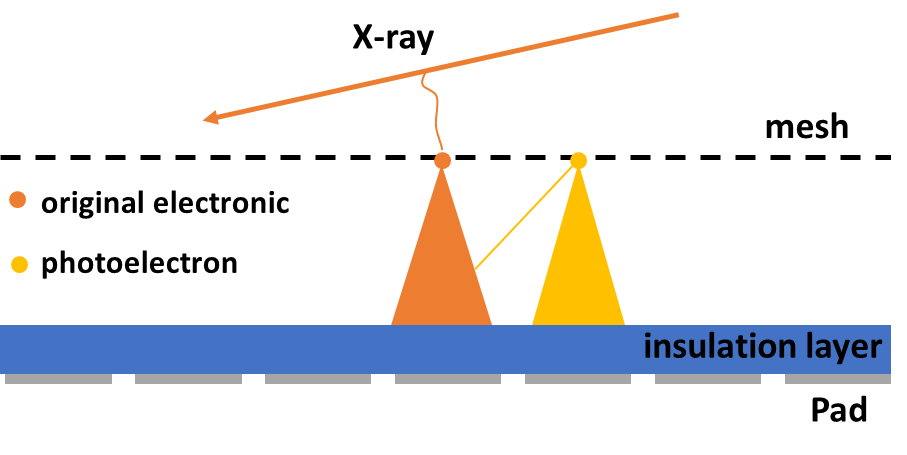 X-ray
mesh
original electronic
photoelectron
insulation layer
Pad